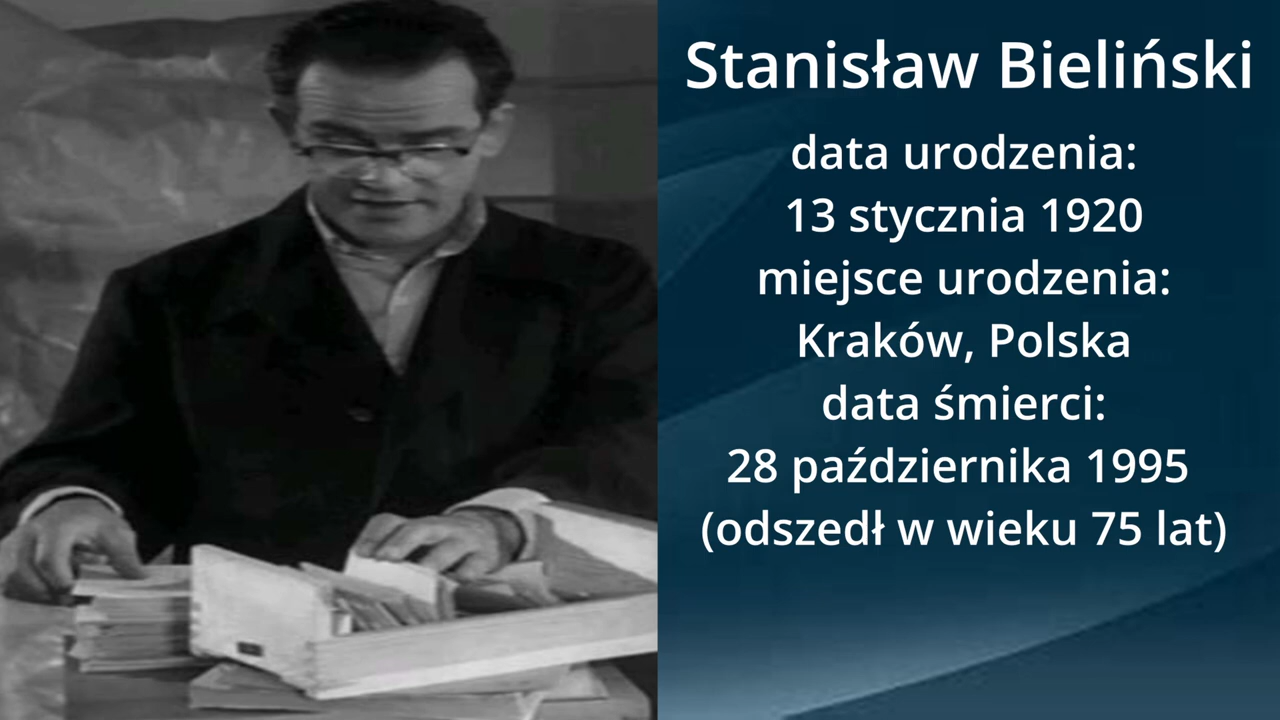 Stanisław Bieliński
data urodzenia:
13 stycznia 1920
miejsce urodzenia:
Kraków, Polska
data śmierci:
28 października 1995
(odszedł w wieku 75 lat)